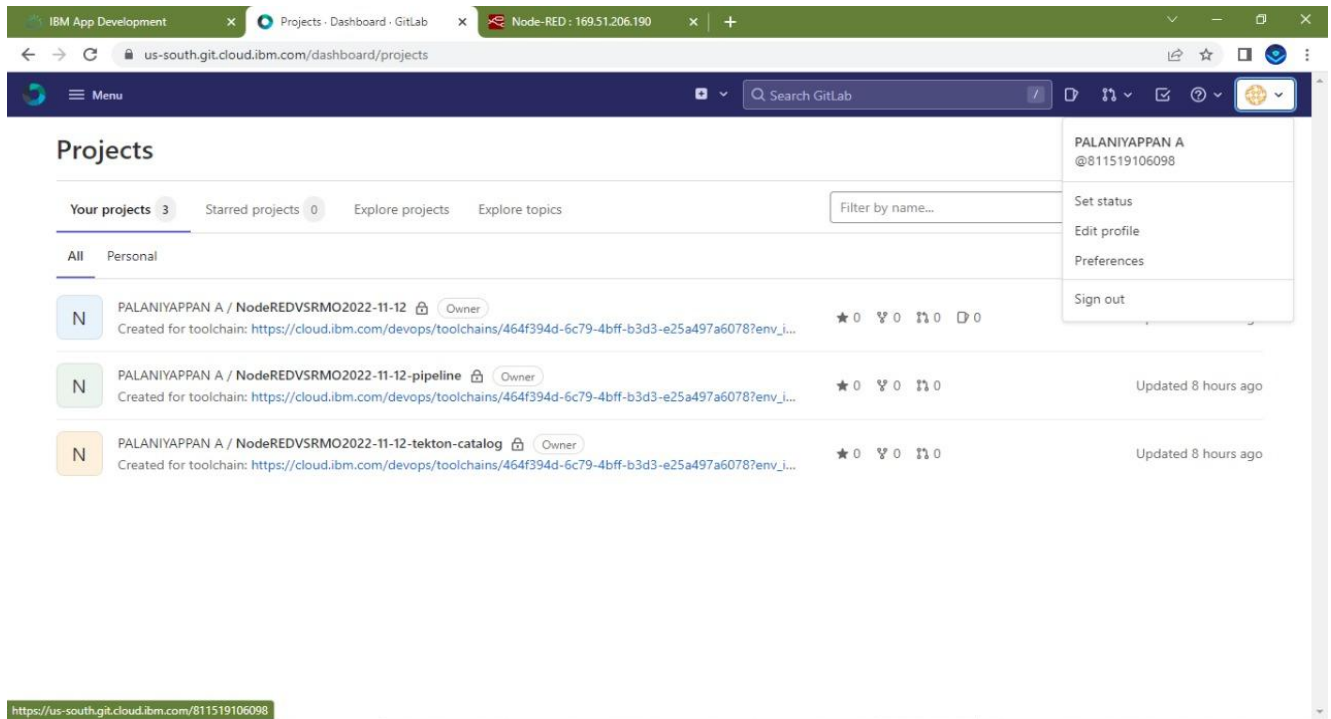 IBM App Development
Projects · Dashboard · GitLab
Node-RED : 169.51.206.190
us-south.git.cloud.ibm.com/dashboard/projects
Menu
Search GitLab
/
Projects
PALANIYAPPAN A
@811519106098
Set status
Edit profile
Preferences
Sign out
Your projects 3
Starred projects 0
Explore projects
Explore topics
Filter by name...
All
Personal
N
PALANIYAPPAN A / NodeREDVSRMO2022-11-12
Owner
Created for toolchain: https://cloud.ibm.com/devops/toolchains/464f394d-6c79-4bff-b3d3-e25a497a6078?env_i...
0 0 0 0
N
PALANIYAPPAN A / NodeREDVSRMO2022-11-12-pipeline
Owner
Created for toolchain: https://cloud.ibm.com/devops/toolchains/464f394d-6c79-4bff-b3d3-e25a497a6078?env_i...
0 0 0
Updated 8 hours ago
N
PALANIYAPPAN A / NodeREDVSRMO2022-11-12-tekton-catalog
Owner
Created for toolchain: https://cloud.ibm.com/devops/toolchains/464f394d-6c79-4bff-b3d3-e25a497a6078?env_i...
0 0 0
Updated 8 hours ago
https://us-south.git.cloud.ibm.com/811519106098